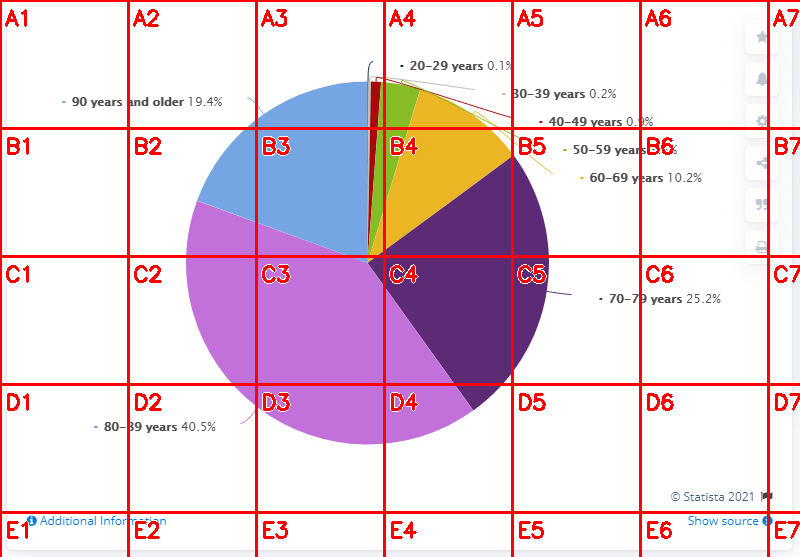 A1 A2 A3 A4 A5 A6 A7
20-29 years 0.1%
30-39 years 0.2%
90 years and older 19.4%
40-49 years 0.9%
B1 B2 B3 B4 B5 B6 B7
50-59 years
60-69 years 10.2%
C1 C2 C3 C4 C5 C6 C7
70-79 years 25.2%
D1 D2 D3 D4 D5 D6 D7
80-89 years 40.5%
© Statista 2021
Additional Information
Show source
E1 E2 E3 E4 E5 E6 E7